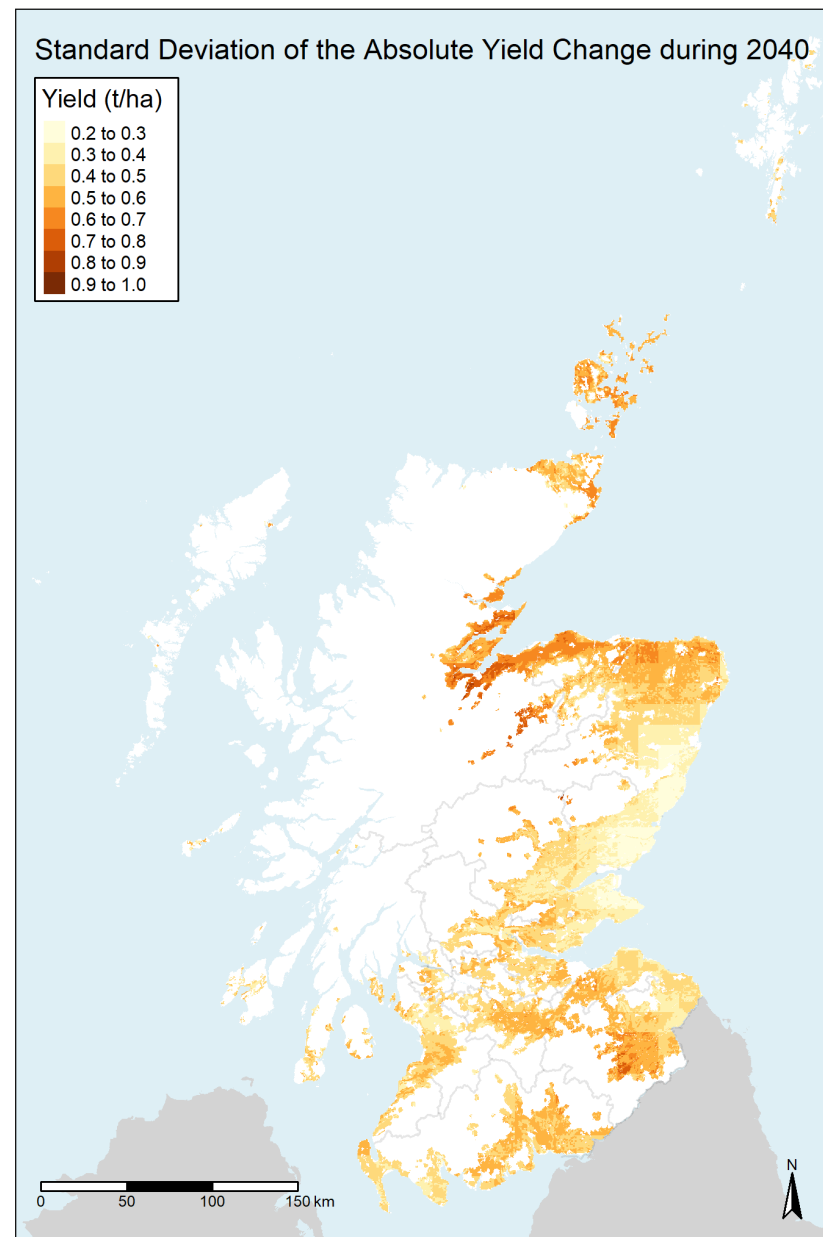 Standard Deviation of the Absolute Yield Change during 2040
Yield (t/ha)
0.2 to 0.3
0.3 to 0.4
0.4 to 0.5
0.5 to 0.6
0.6 to 0.7
0.7 to 0.8
0.8 to 0.9
0.9 to 1.0
N
0 50 100 150 km